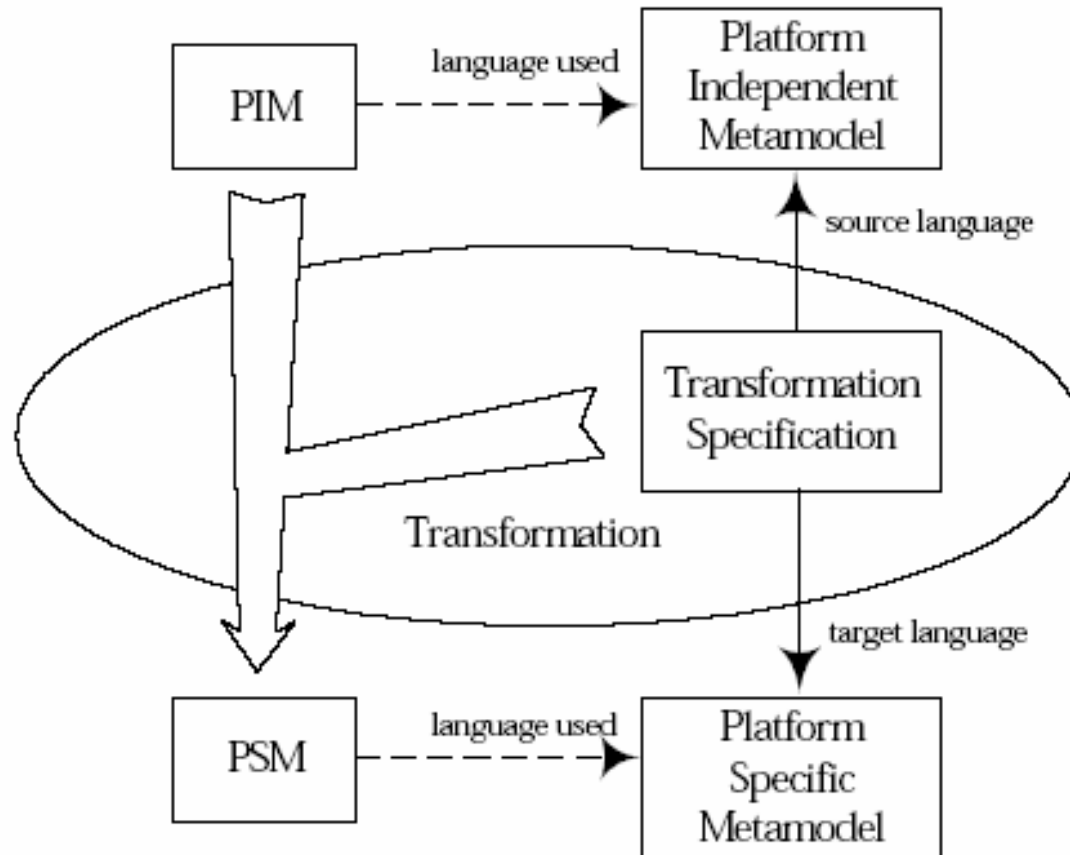 PIM
language used
Platform
Independent
Metamodel
source language
Transformation
Specification
Transformation
target language
PSM
language used
Platform
Specific
Metamodel